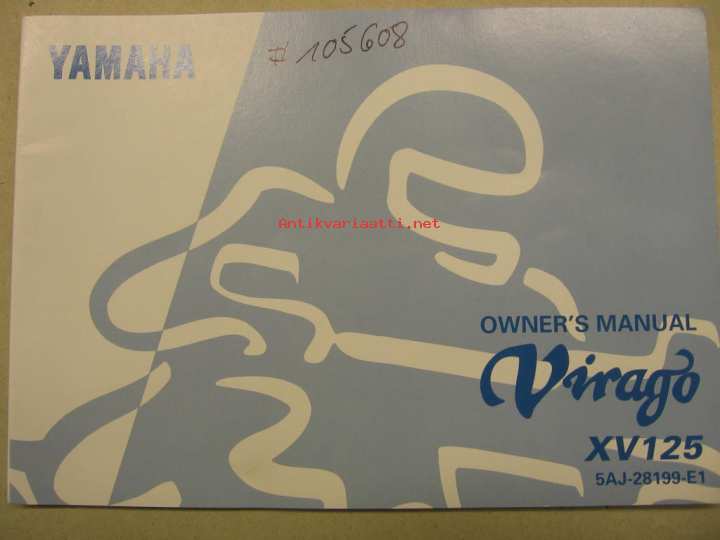 YAMAHA
# 105608
Antikvariaatti.net
OWNER'S MANUAL
Virago
XV125
5AJ-28199-E1